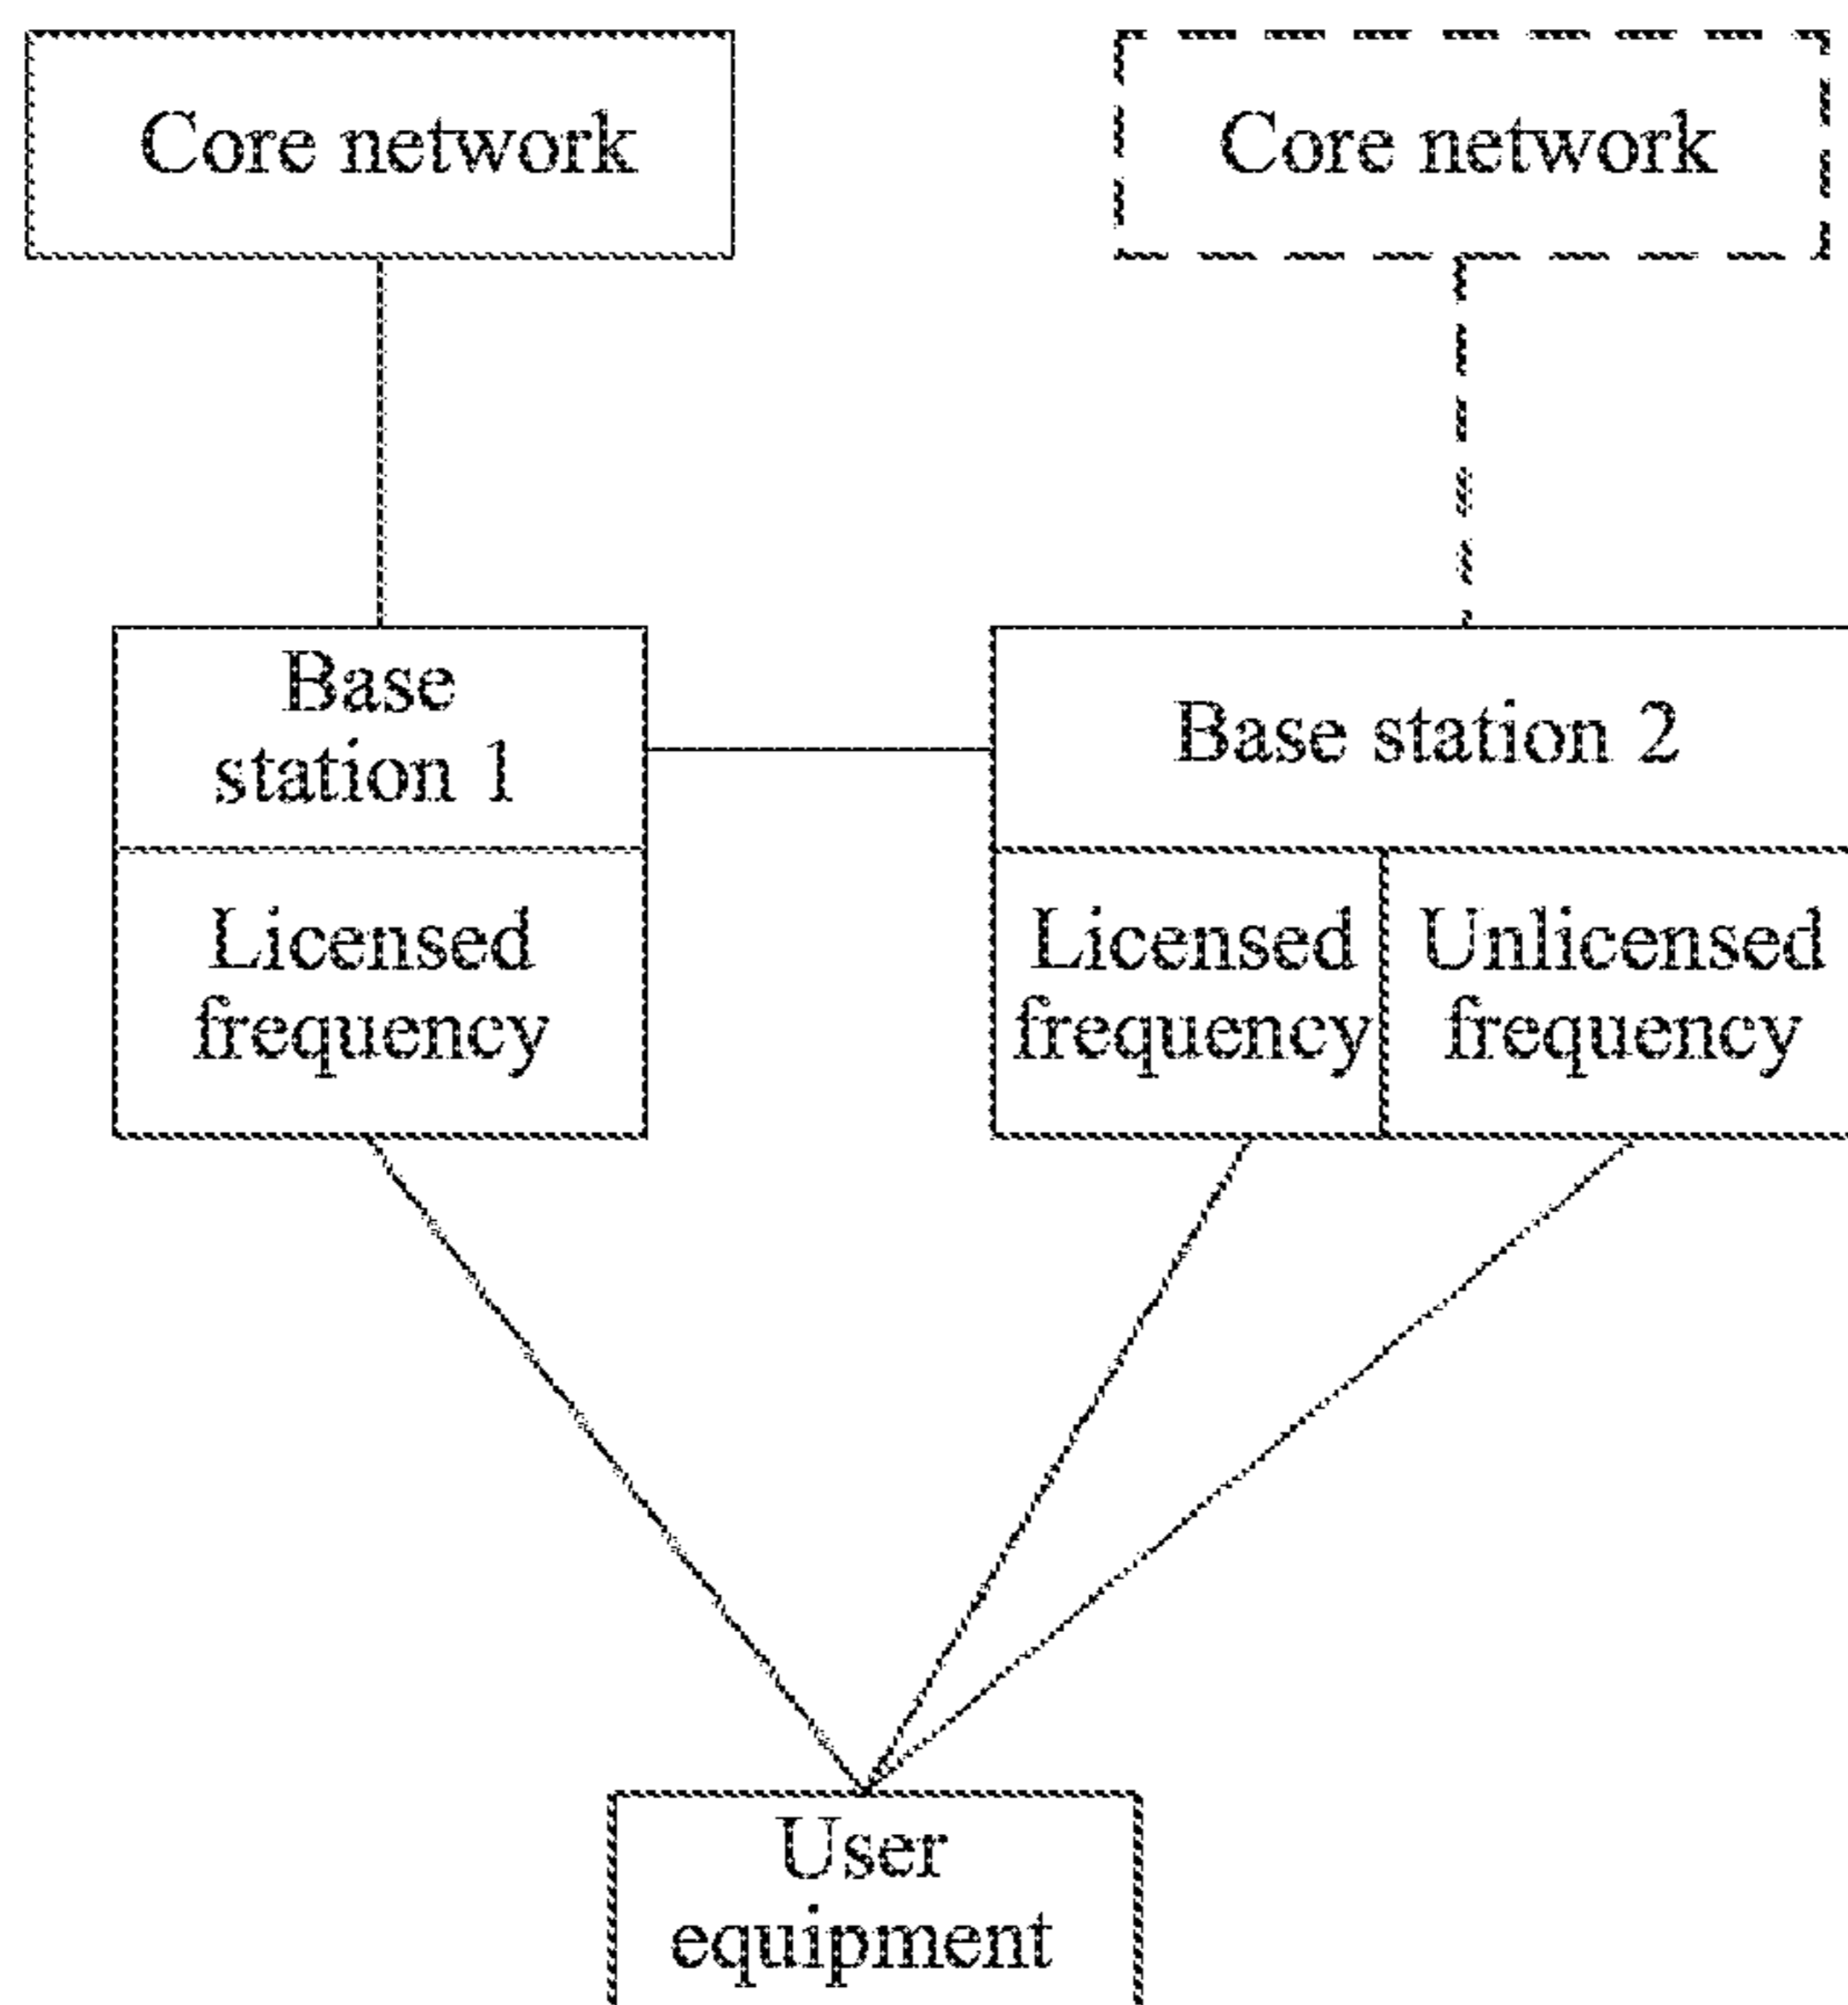 Core network
Core network
Base
station 1
Base station 2
Licensed
frequency
Licensed
frequency
Unlicensed
frequency
User
equipment